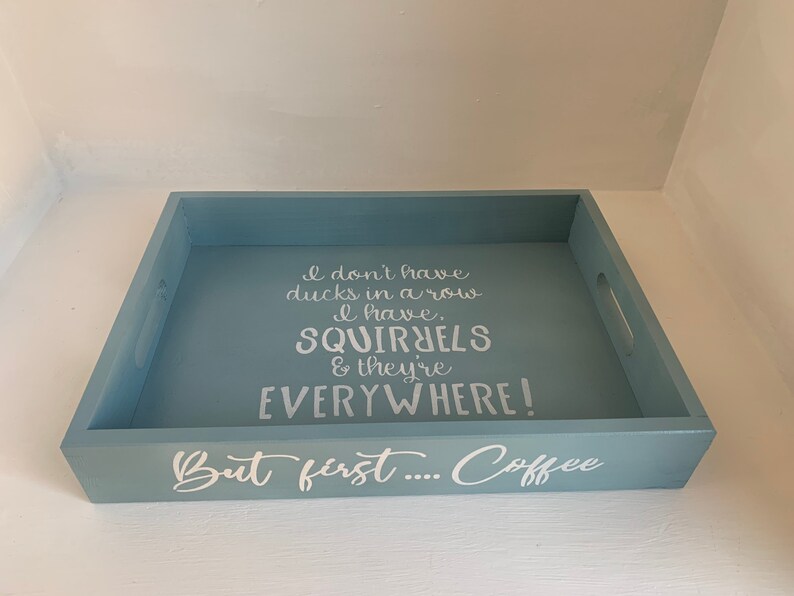 I don't have
ducks in a row
I have,
SQUIRRELS
& they're
EVERYWHERE!
But first.... Coffee